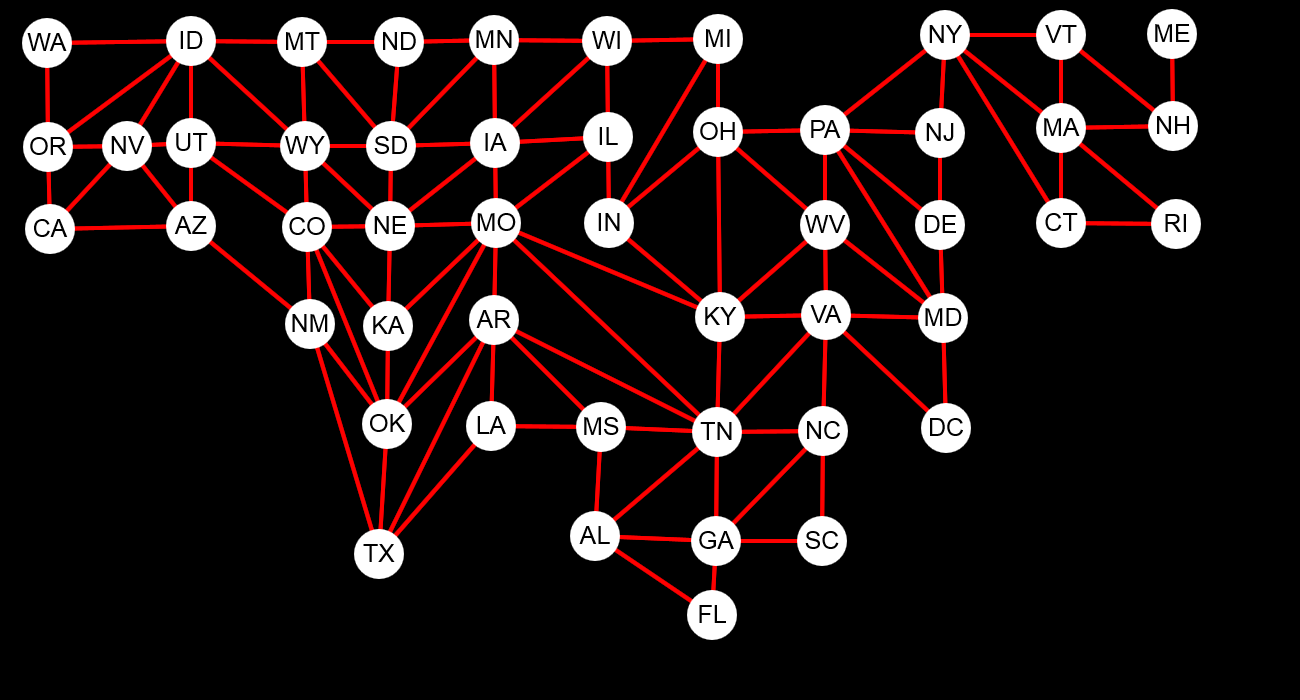 WA ID MT ND MN WI MI NY VT ME
OR NV UT WY SD IA IL OH PA NJ MA NH
CA AZ CO NE MO IN WV DE CT RI
NM KA AR KY VA MD
OK LA MS TN NC DC
TX AL GA SC
FL